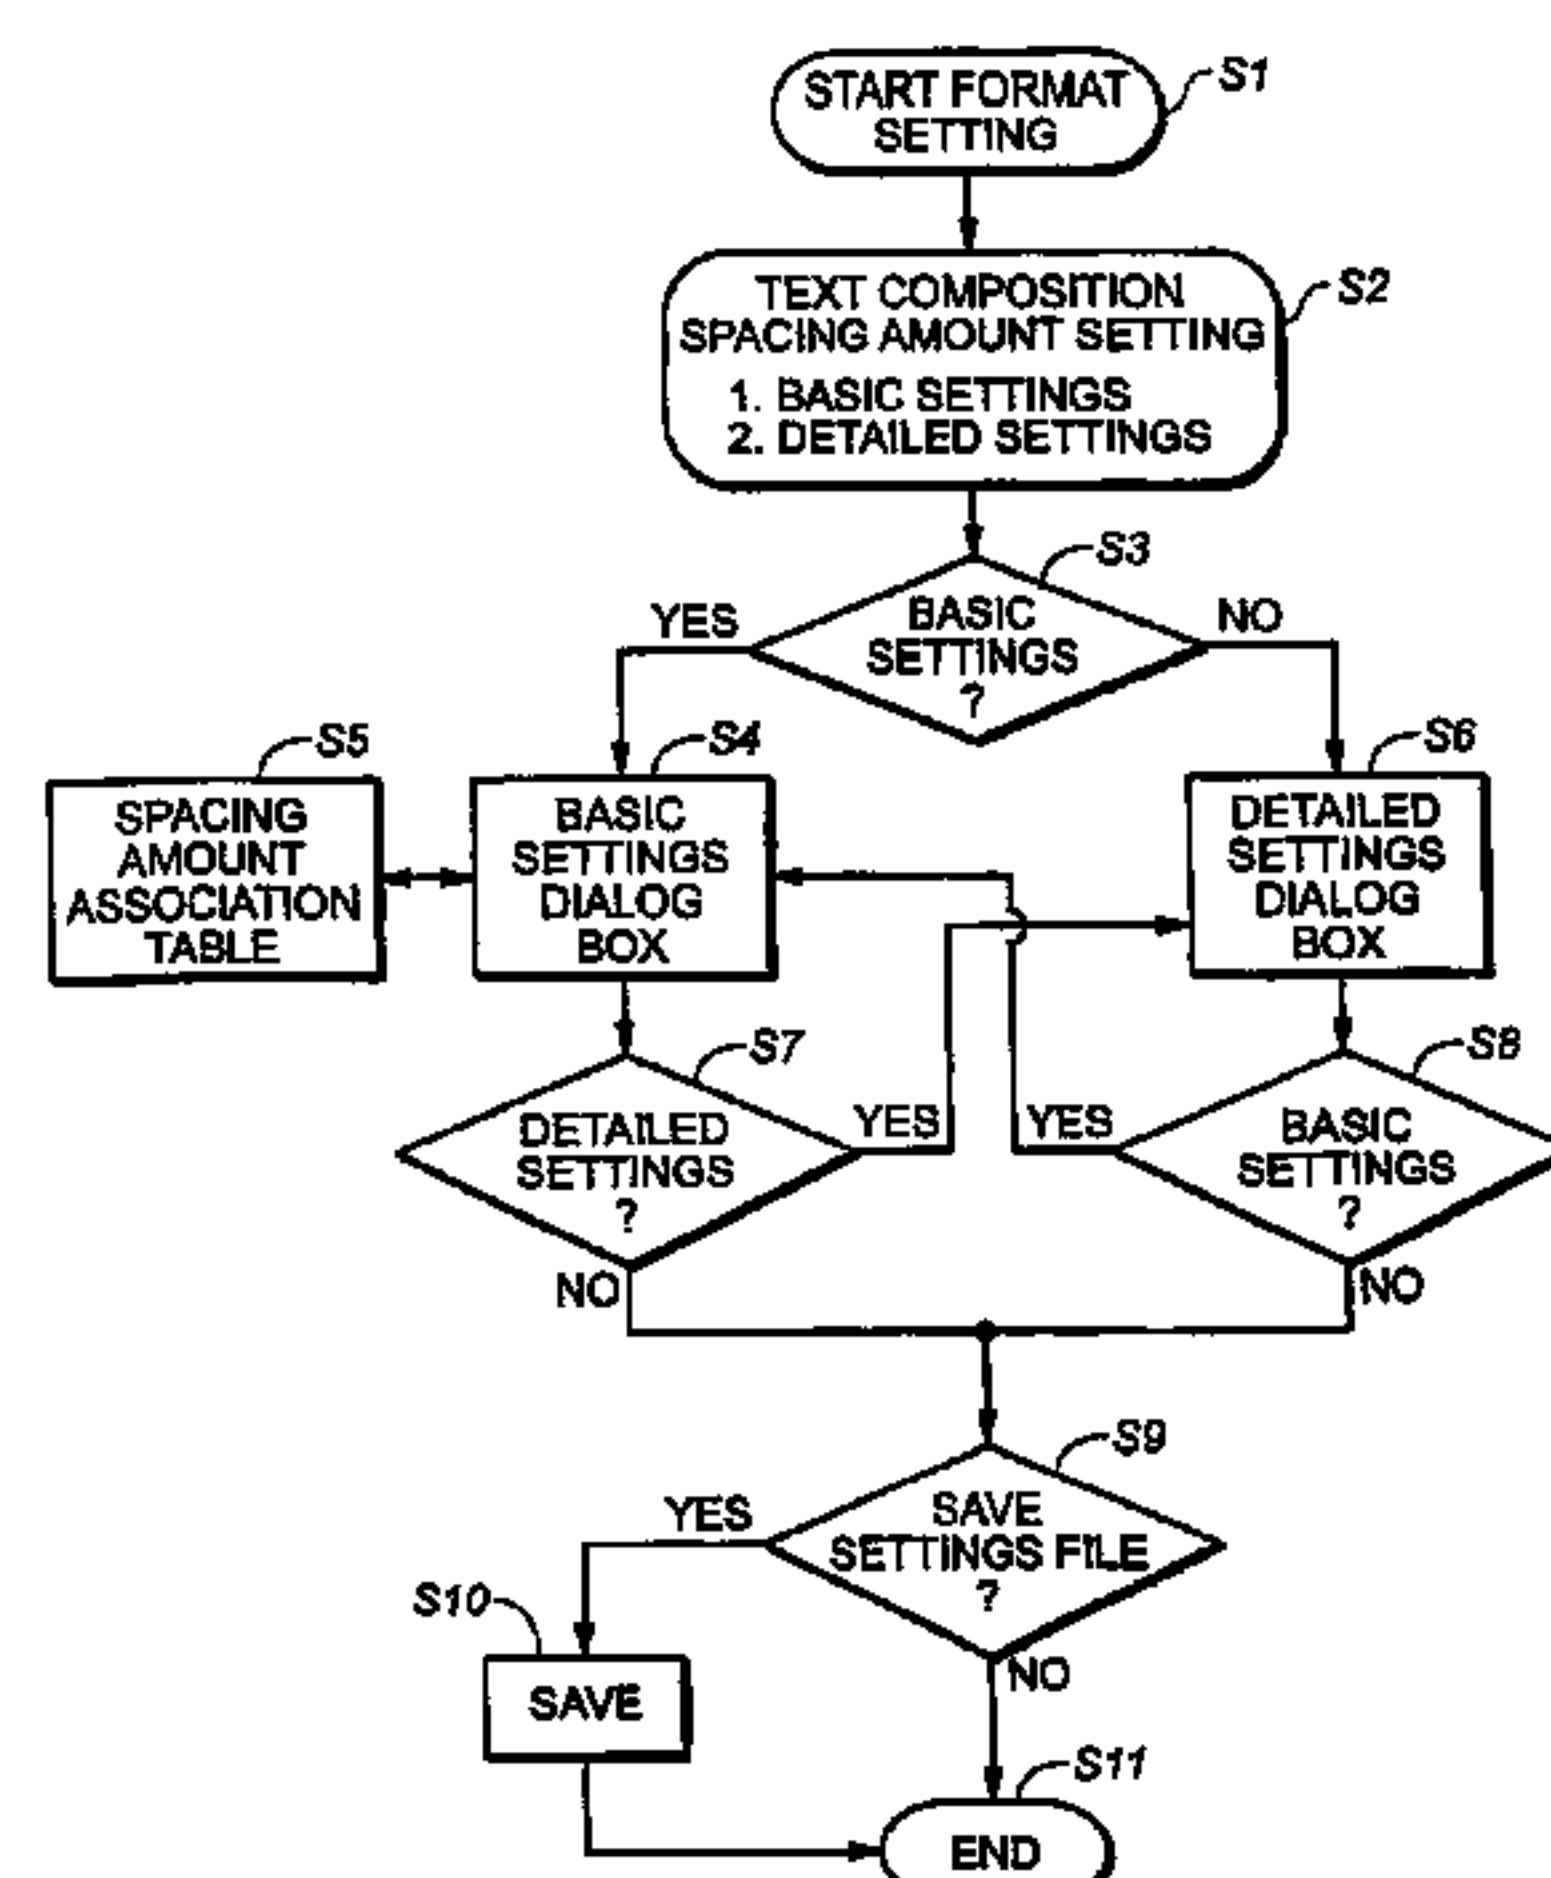 START FORMAT
SETTING
S1
TEXT COMPOSITION
SPACING AMOUNT SETTING
1. BASIC SETTINGS
2. DETAILED SETTINGS
S2
S3
BASIC
SETTINGS
?
YES
NO
S5
SPACING
AMOUNT
ASSOCIATION
TABLE
S4
BASIC
SETTINGS
DIALOG
BOX
S6
DETAILED
SETTINGS
DIALOG
BOX
S7
DETAILED
SETTINGS
?
YES
NO
S8
YES
BASIC
SETTINGS
?
NO
S9
SAVE
SETTINGS FILE
?
YES
NO
S10
SAVE
S11
END